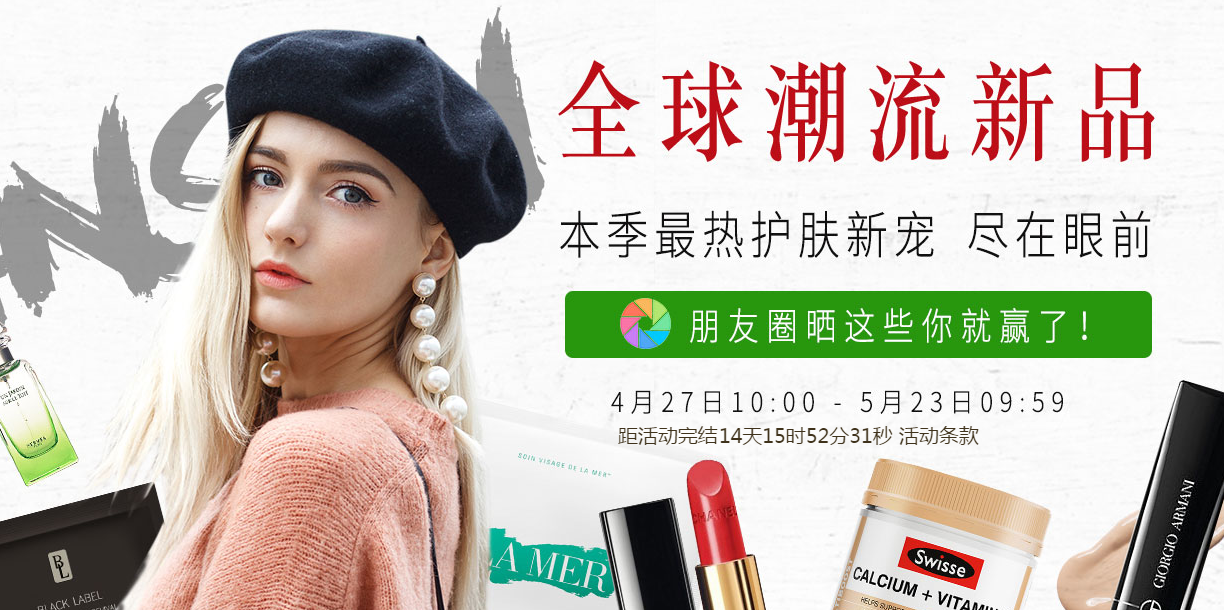 全球潮流新品
本季最热护肤新宠 尽在眼前
朋友圈晒这些你就赢了!
4月27日10:00 - 5月23日09:59
距活动完结14天15时52分31秒 活动条款
SOIN VISAGE DE LA MER
LA MER
CHANEL
Swisse
CALCIUM + VITAMIN
GIORGIO ARMANI
HERMES
BL
BLACK LABEL